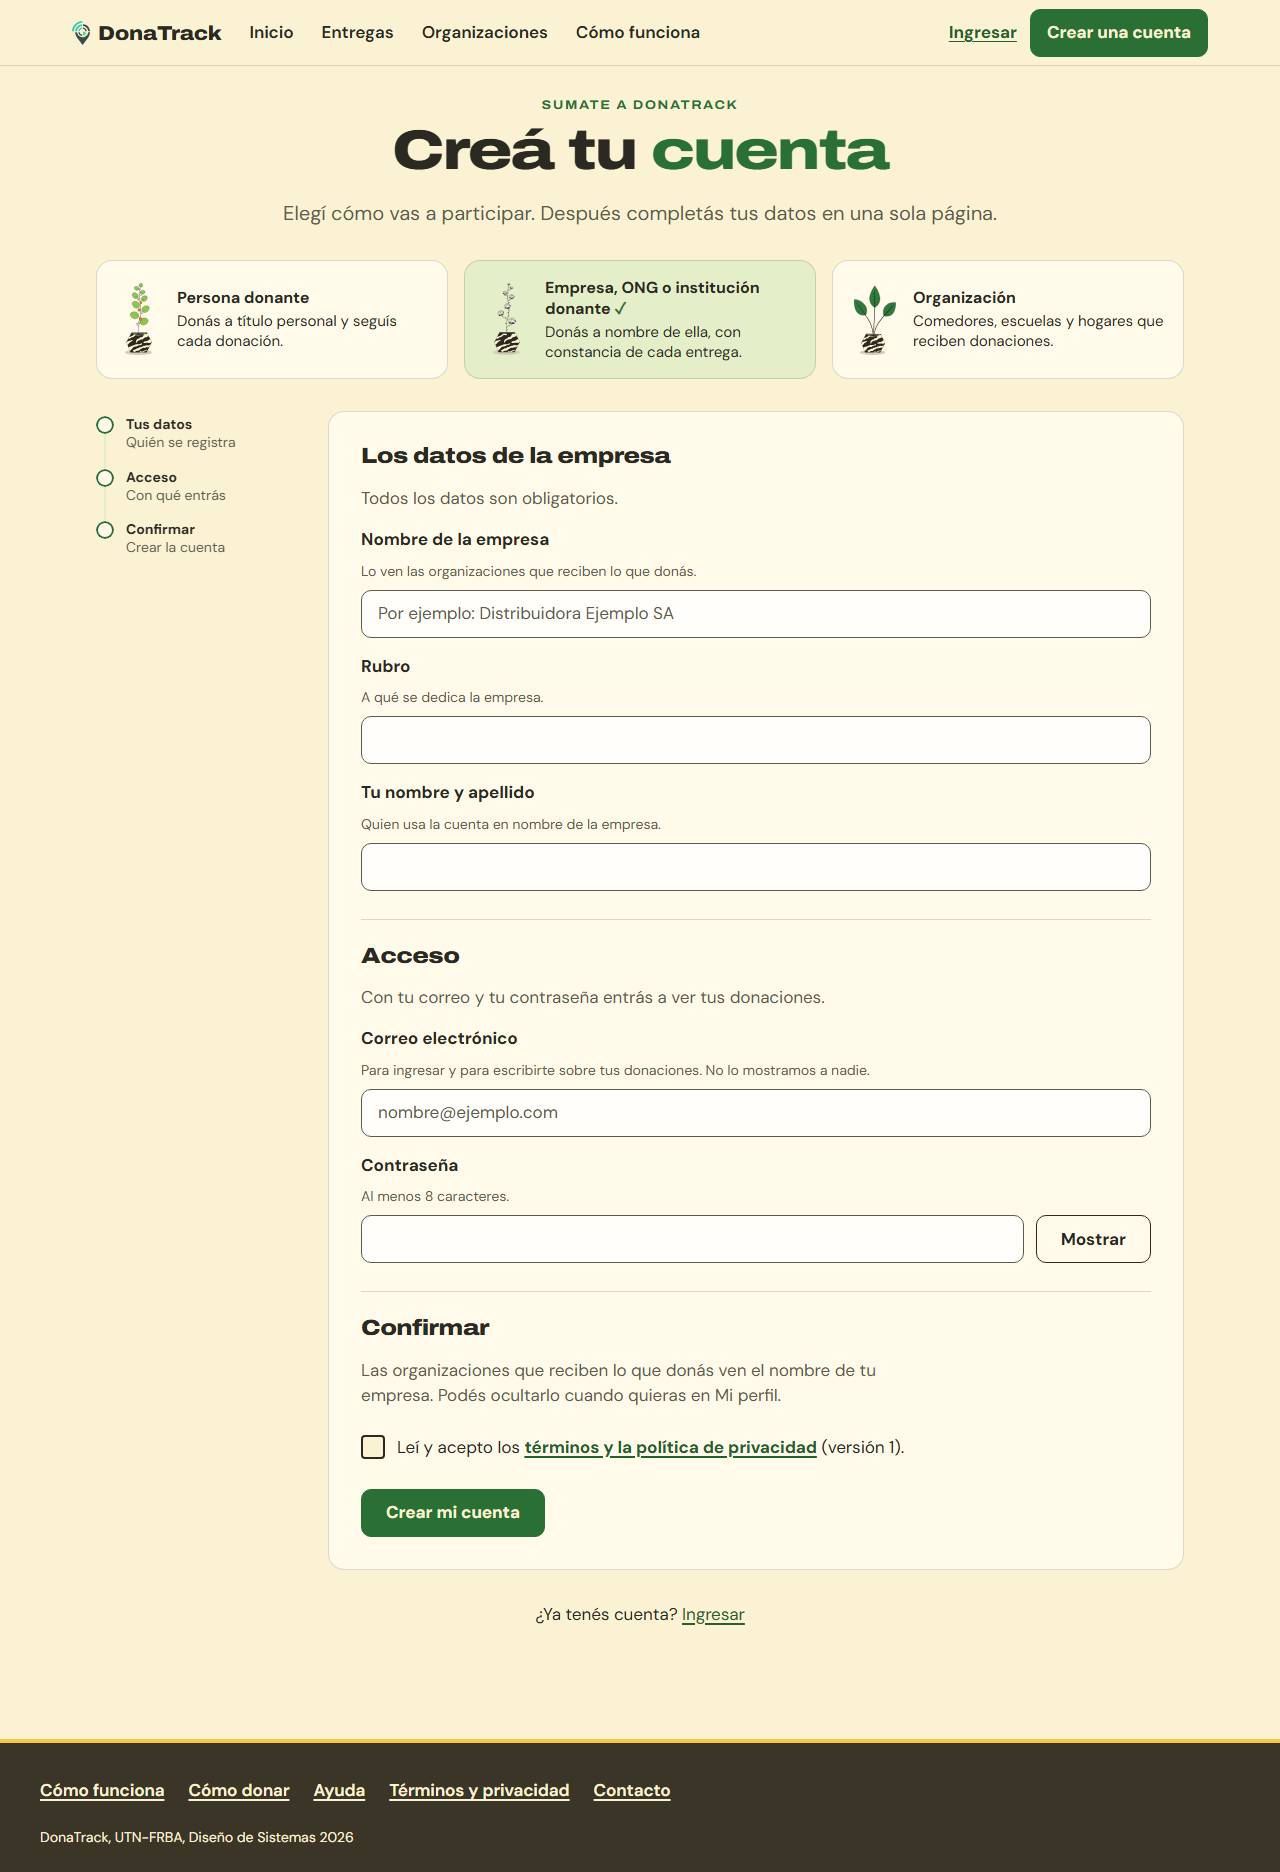 DonaTrack
Inicio
Entregas
Organizaciones
Cómo funciona
Ingresar
Crear una cuenta
SUMATE A DONATRACK
Creá tu cuenta
Elegí cómo vas a participar. Después completás tus datos en una sola página.
Persona donante
Donás a título personal y seguís
cada donación.
Empresa, ONG o institución
donante ✓
Donás a nombre de ella, con
constancia de cada entrega.
Organización
Comedores, escuelas y hogares que
reciben donaciones.
Tus datos
Quién se registra
Acceso
Con qué entrás
Confirmar
Crear la cuenta
Los datos de la empresa
Todos los datos son obligatorios.
Nombre de la empresa
Lo ven las organizaciones que reciben lo que donás.
Por ejemplo: Distribuidora Ejemplo SA
Rubro
A qué se dedica la empresa.
Tu nombre y apellido
Quien usa la cuenta en nombre de la empresa.
Acceso
Con tu correo y tu contraseña entrás a ver tus donaciones.
Correo electrónico
Para ingresar y para escribirte sobre tus donaciones. No lo mostramos a nadie.
nombre@ejemplo.com
Contraseña
Al menos 8 caracteres.
Mostrar
Confirmar
Las organizaciones que reciben lo que donás ven el nombre de tu
empresa. Podés ocultarlo cuando quieras en Mi perfil.
Leí y acepto los términos y la política de privacidad (versión 1).
Crear mi cuenta
¿Ya tenés cuenta? Ingresar
Cómo funciona
Cómo donar
Ayuda
Términos y privacidad
Contacto
DonaTrack, UTN-FRBA, Diseño de Sistemas 2026